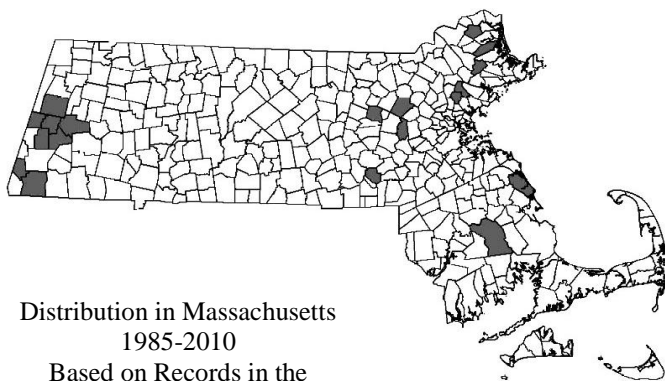 Distribution in Massachusetts
1985-2010
Based on Records in the